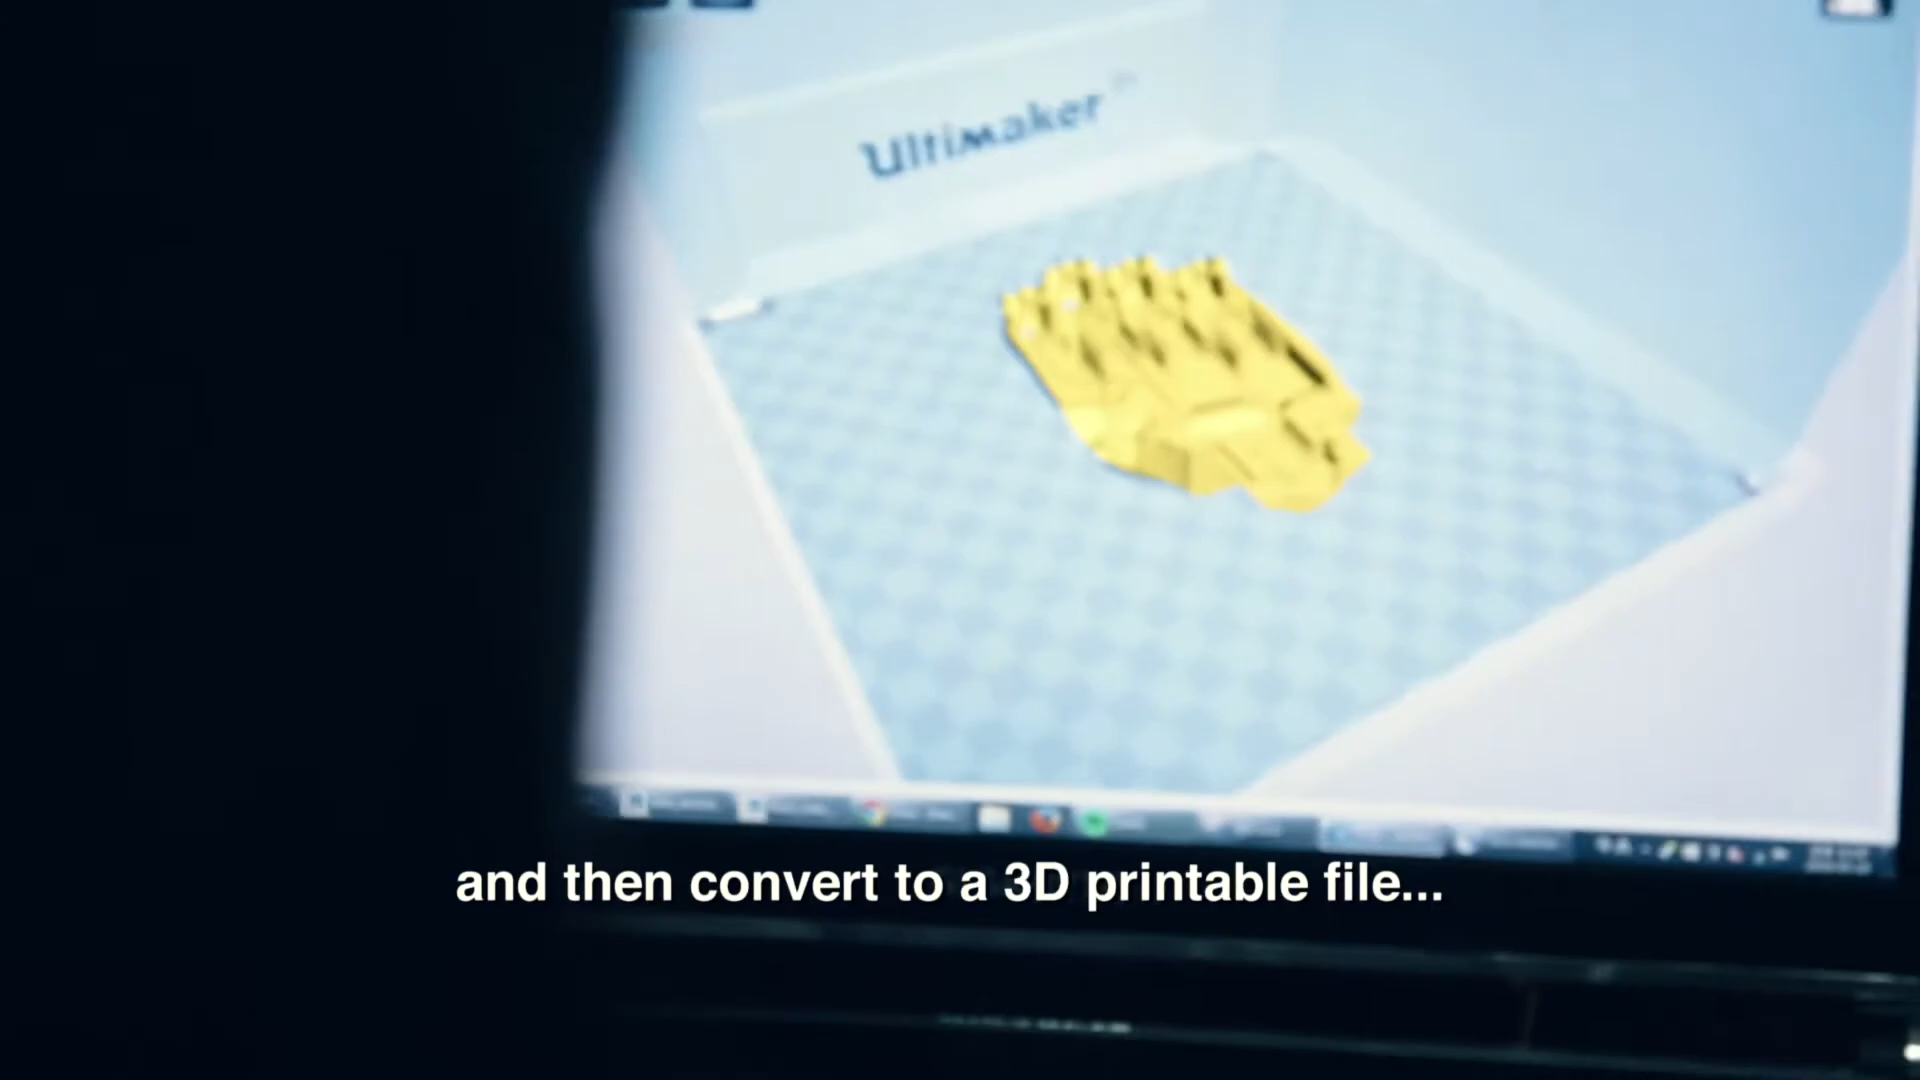 Ultimaker
and then convert to a 3D printable file...